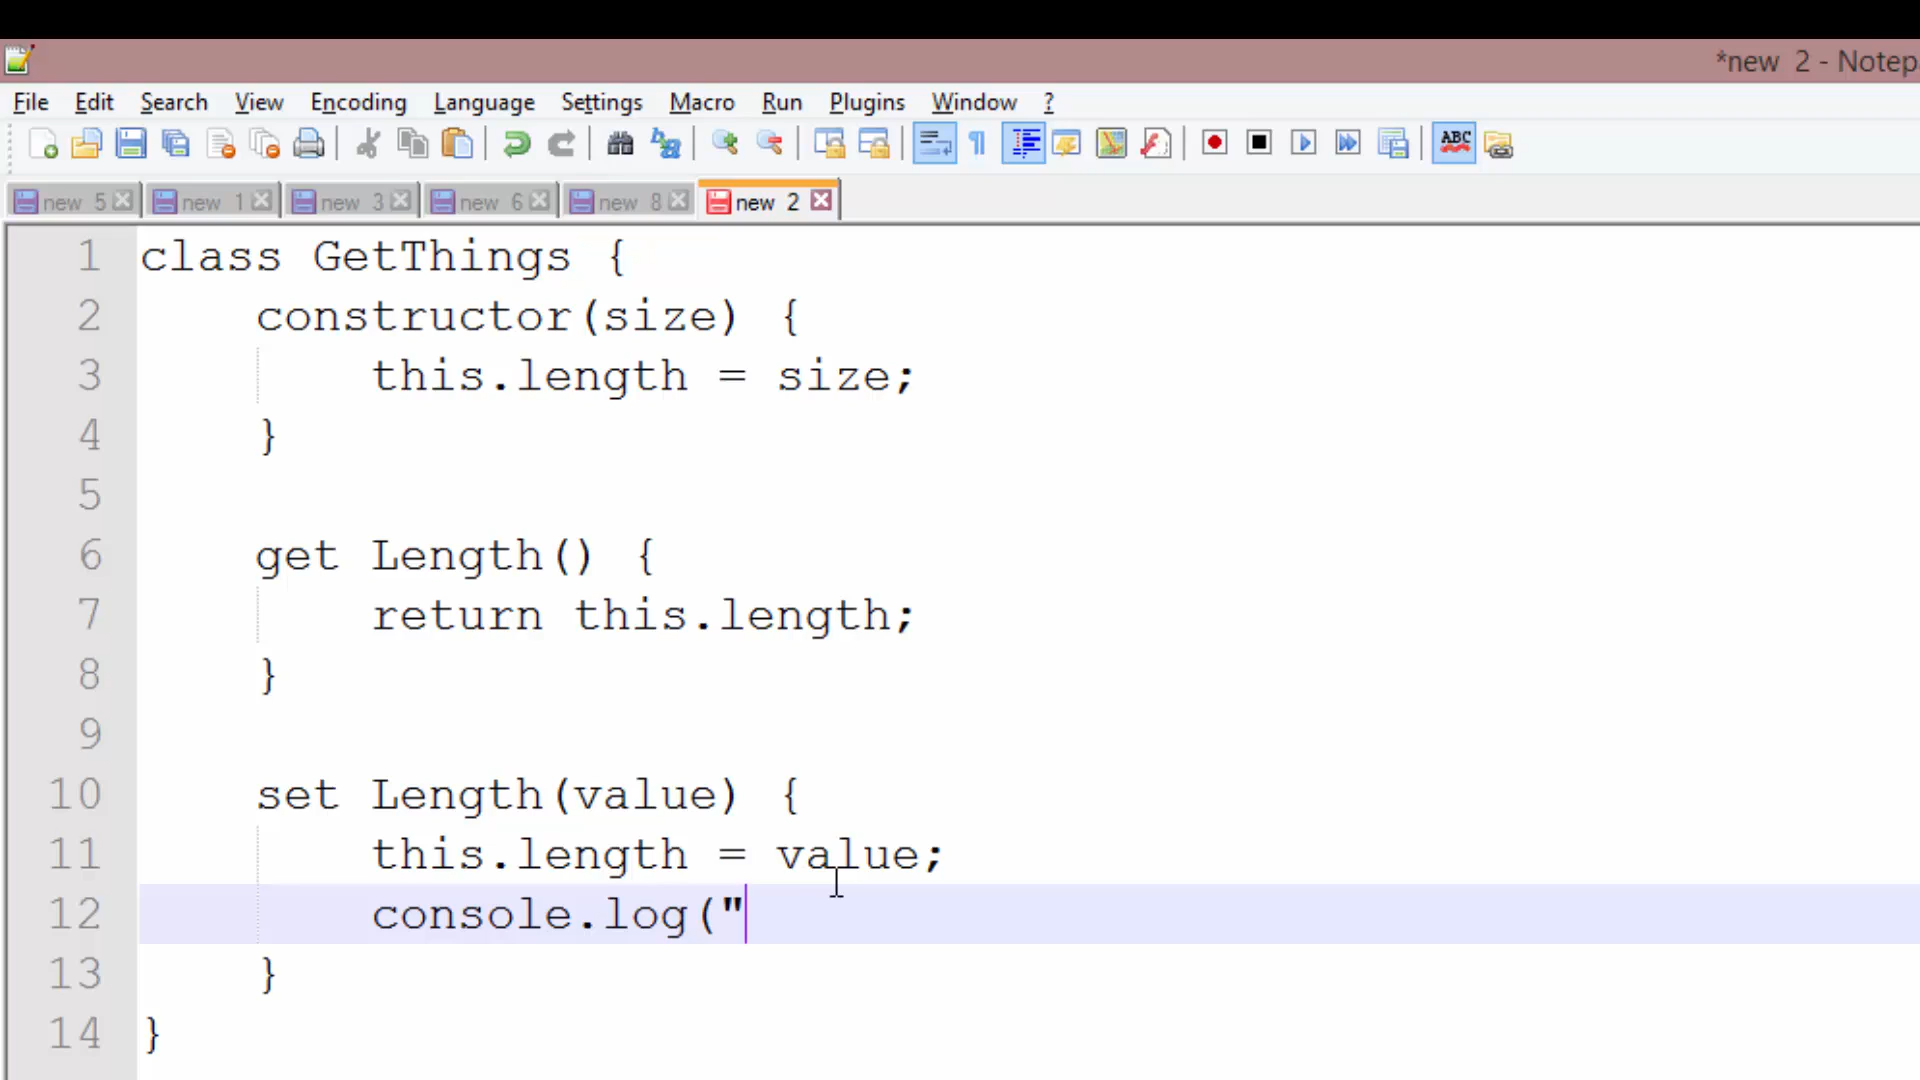 *new 2 - Notep
File Edit Search View Encoding Language Settings Macro Run Plugins Window ?
ABC
new 5 new 1 new 3 new 6 new 8 new 2
1 class GetThings {
2 constructor(size) {
3 this.length = size;
4 }
5
6 get Length() {
7 return this.length;
8 }
9
10 set Length(value) {
11 this.length = value;
12 console.log("
13 }
14 }